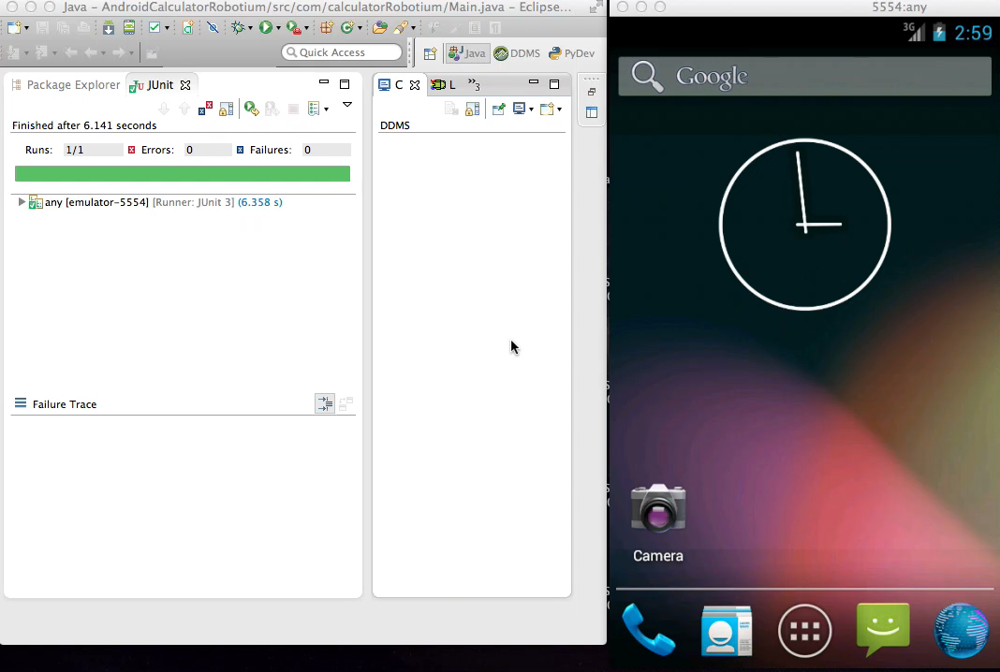 Java – AndroidCalculatorRobotium/src/com/calculatorRobotium/Main.java – Eclipse...
Quick Access
Java
DDMS
PyDev
Package Explorer
JUnit
Finished after 6.141 seconds
Runs: 1/1 Errors: 0 Failures: 0
any [emulator-5554] [Runner: JUnit 3] (6.358 s)
Failure Trace
C
L
3
DDMS
5554:any
3G
2:59
Google
Camera